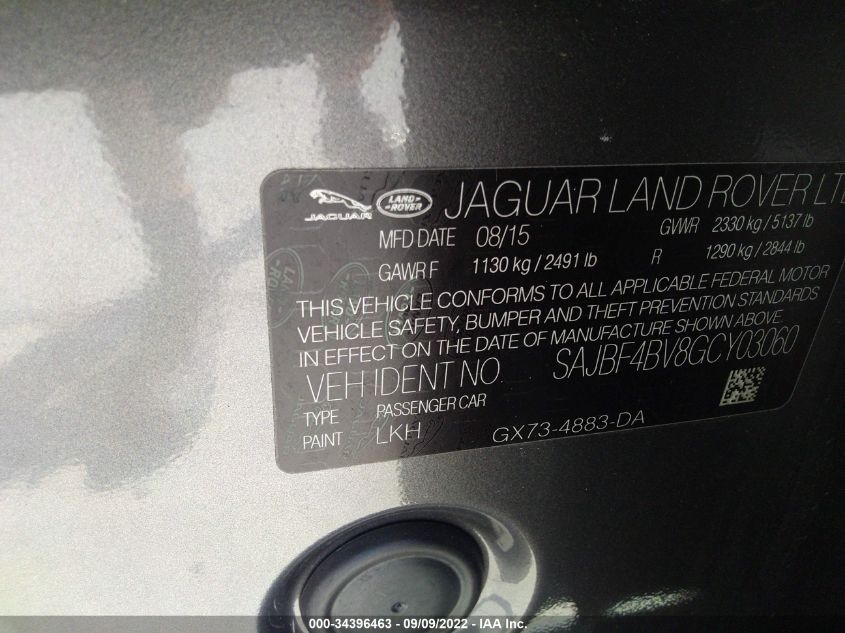 JAGUAR
LAND ROVER
JAGUAR LAND ROVER LTD
MFD DATE 08/15 GVWR 2330 kg / 5137 lb
GAWR F 1130 kg / 2491 lb R 1290 kg / 2844 lb
THIS VEHICLE CONFORMS TO ALL APPLICABLE FEDERAL MOTOR
VEHICLE SAFETY, BUMPER AND THEFT PREVENTION STANDARDS
IN EFFECT ON THE DATE OF MANUFACTURE SHOWN ABOVE.
VEH IDENT NO SAJBF4BV8GCY03060
TYPE PASSENGER CAR
PAINT LKH GX73-4883-DA
000-34396463 - 09/09/2022 - IAA Inc.